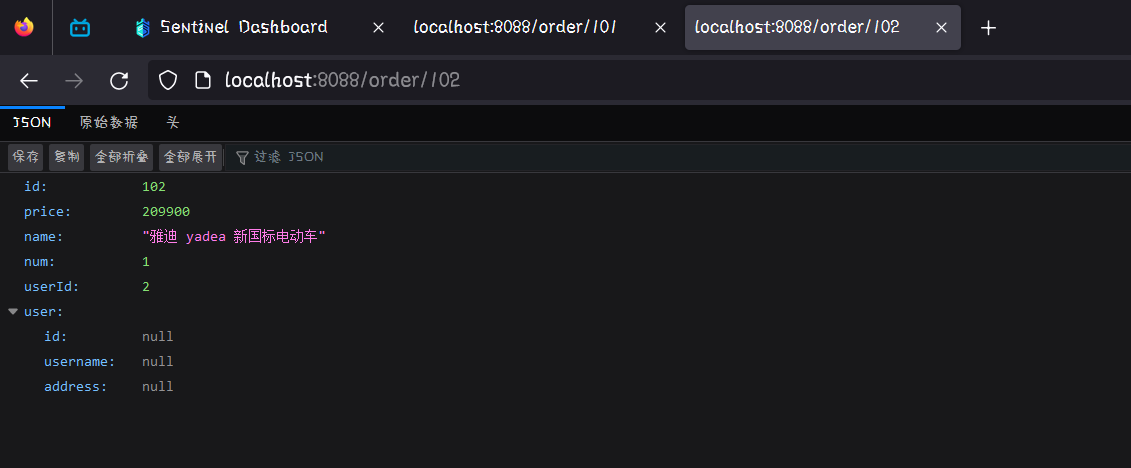 Sentinel Dashboard localhost:8088/order/101 localhost:8088/order/102
localhost:8088/order/102
JSON 原始数据 头
保存 复制 全部折叠 全部展开 过滤 JSON
id: 102
price: 209900
name: "雅迪 yadea 新国标电动车"
num: 1
userId: 2
user:
id: null
username: null
address: null